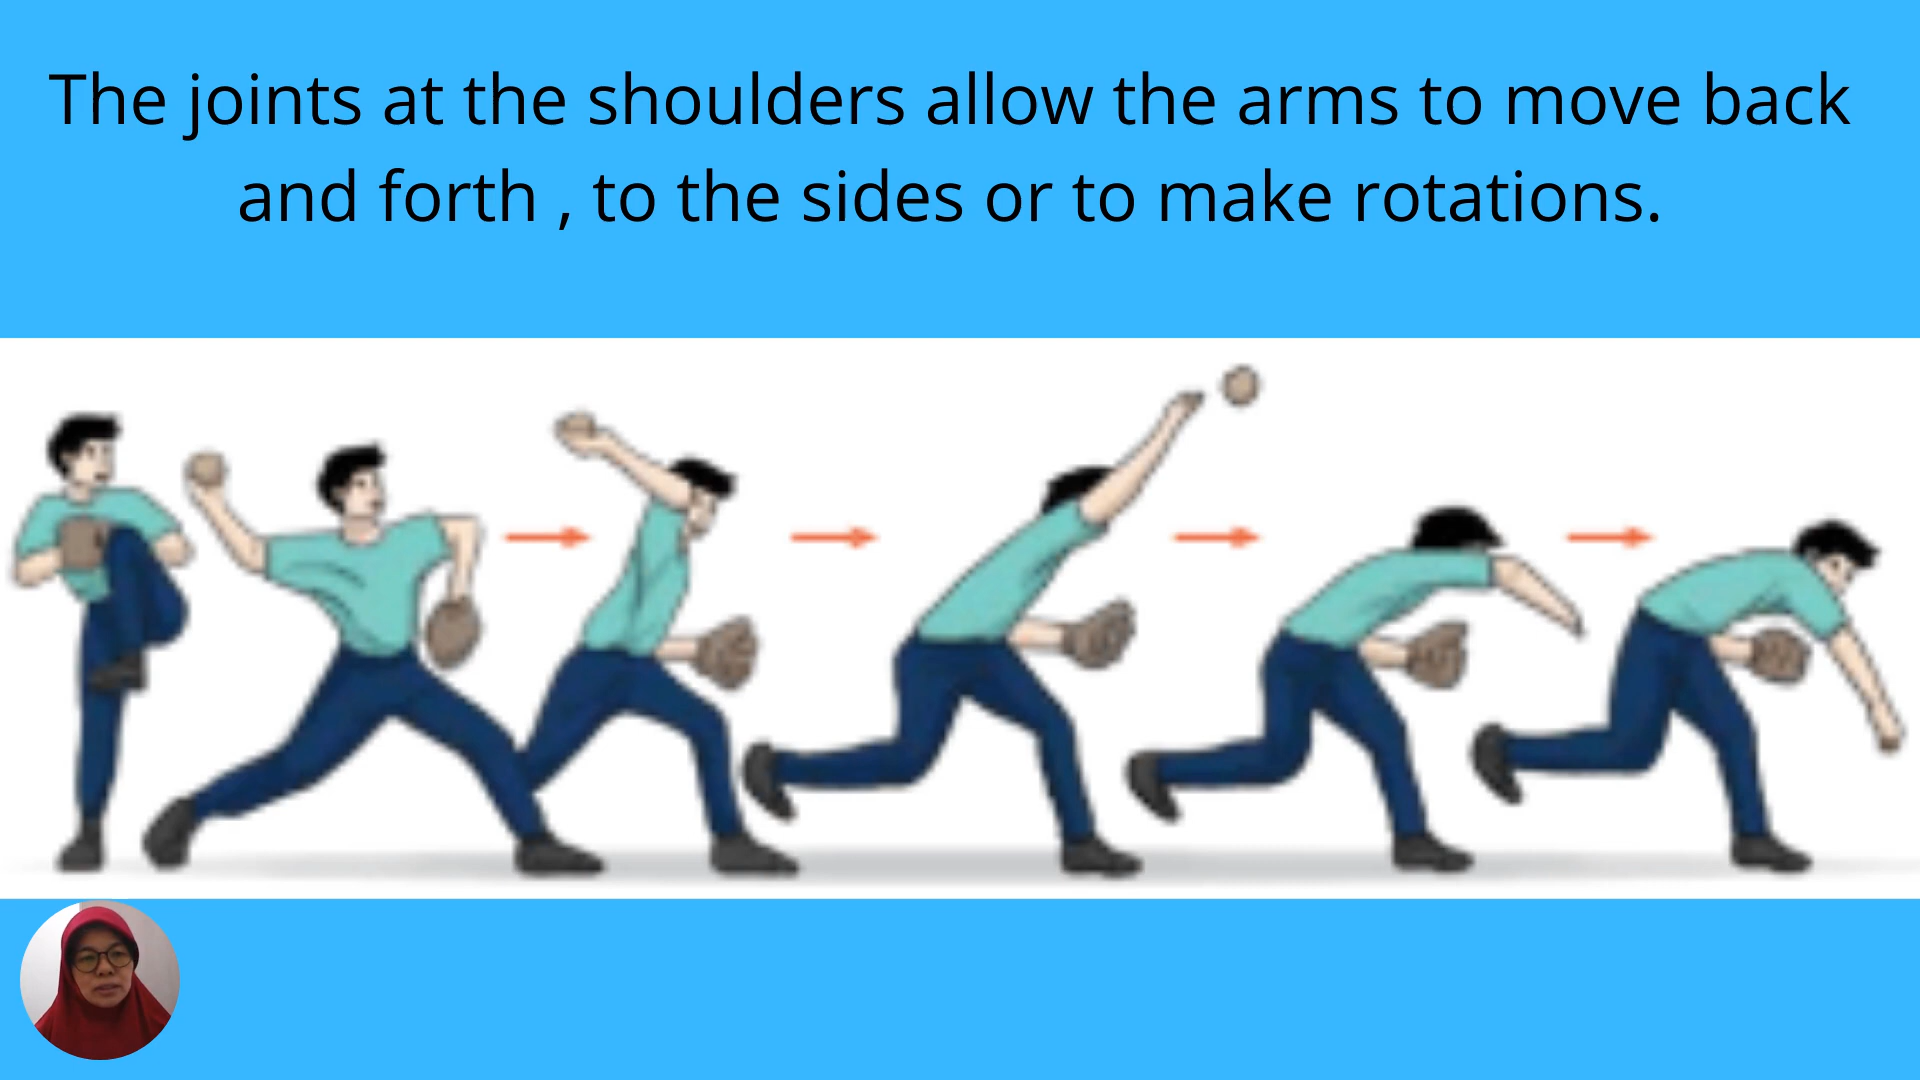 The joints at the shoulders allow the arms to move back
and forth , to the sides or to make rotations.